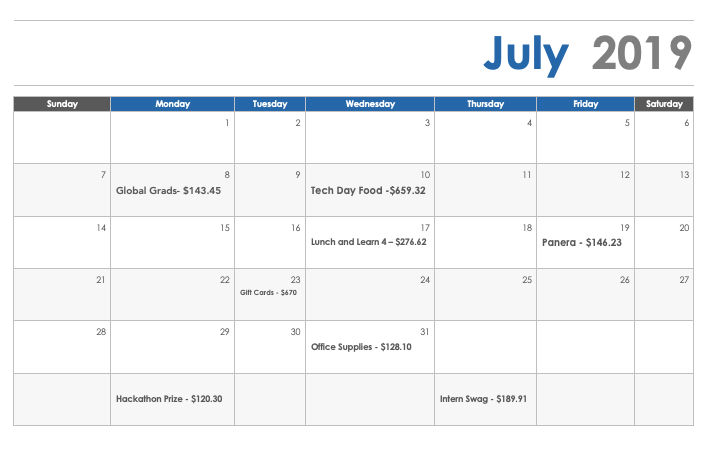 July 2019
Sunday Monday Tuesday Wednesday Thursday Friday Saturday
1 2 3 4 5 6
7 8 9 10 11 12 13
Global Grads- $143.45 Tech Day Food -$659.32
14 15 16 17 18 19 20
Lunch and Learn 4 – $276.62 Panera - $146.23
21 22 23 24 25 26 27
Gift Cards - $670
28 29 30 31
Office Supplies - $128.10
Hackathon Prize - $120.30 Intern Swag - $189.91